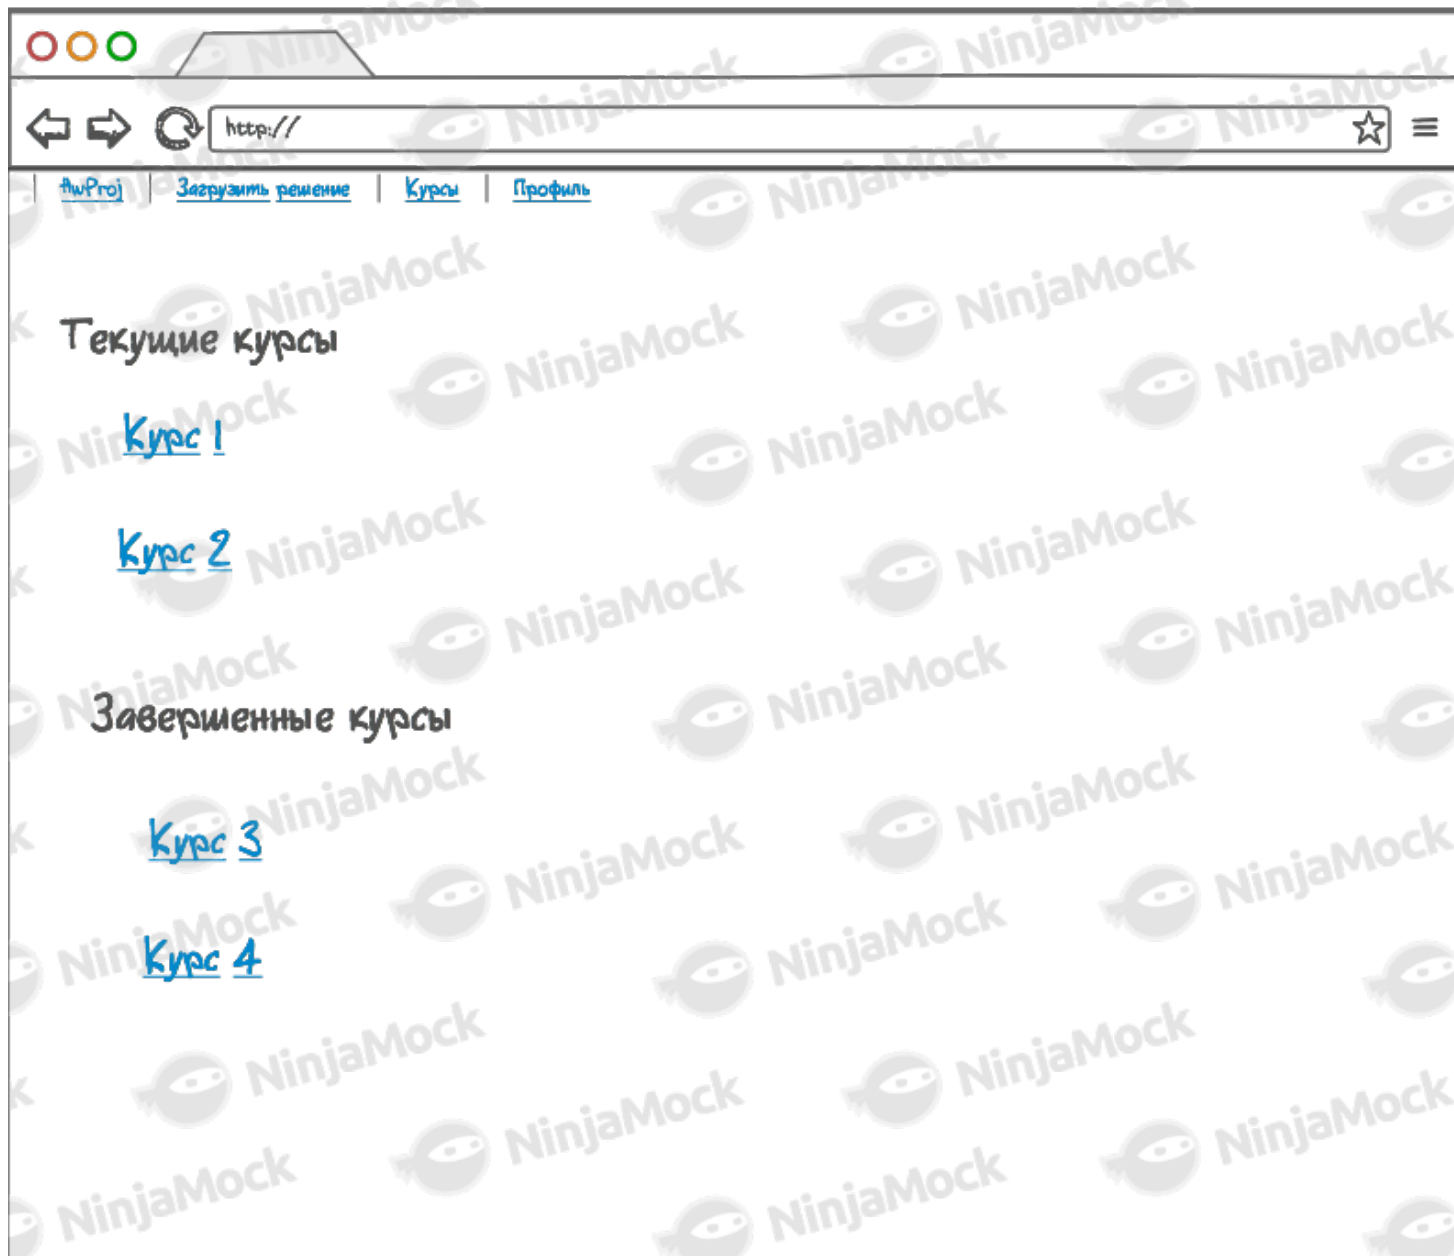 http://
HwProj | Загрузить решение | Курсы | Профиль
Текущие курсы
Курс 1
Курс 2
Завершенные курсы
Курс 3
Курс 4
NinjaMock